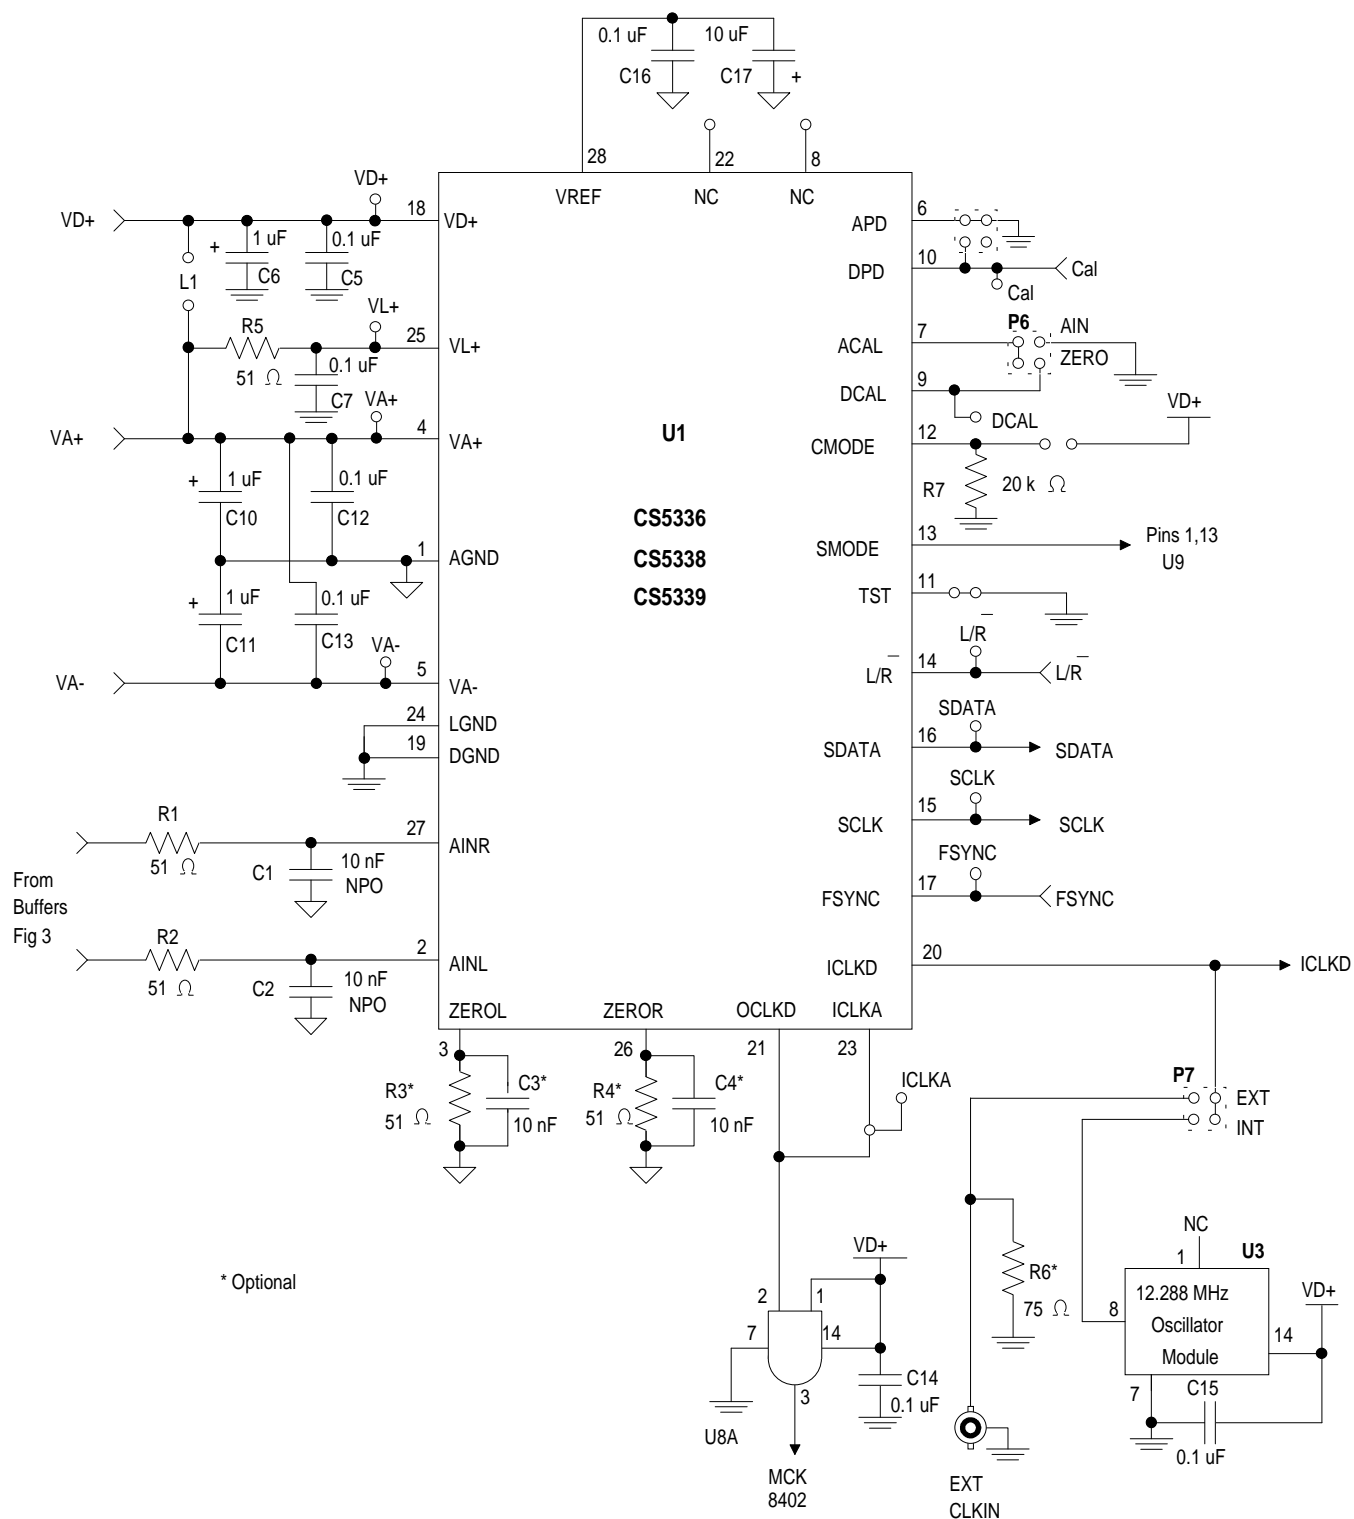 0.1 uF
10 uF
C16
C17
+
28
22
8
VREF
NC
NC
VD+
VD+
18
VD+
+
1 uF
0.1 uF
C6
C5
L1
VL+
R5
25
VL+
51 Ω
0.1 uF
C7
VA+
VA+
4
VA+
+
1 uF
0.1 uF
C10
C12
1
AGND
+
1 uF
0.1 uF
C11
C13
VA-
VA-
5
VA-
24
LGND
19
DGND
R1
27
AINR
51 Ω
C1
10 nF
NPO
From
Buffers
Fig 3
R2
2
AINL
51 Ω
C2
10 nF
NPO
U1
CS5336
CS5338
CS5339
APD
6
DPD
10
Cal
Cal
P6
ACAL
7
AIN
ZERO
DCAL
9
DCAL
VD+
CMODE
12
R7
20 k Ω
SMODE
13
Pins 1,13
U9
TST
11
L/R̅
L/R̅
14
L/R̅
SDATA
SDATA
16
SDATA
SCLK
SCLK
15
SCLK
FSYNC
FSYNC
17
FSYNC
ICLKD
20
ICLKD
ZEROL
ZEROR
OCLKD
ICLKA
3
26
21
23
R3*
51 Ω
C3*
10 nF
R4*
51 Ω
C4*
10 nF
ICLKA
P7
EXT
INT
* Optional
VD+
2
1
7
14
3
C14
0.1 uF
U8A
MCK
8402
R6*
75 Ω
EXT
CLKIN
NC
1
U3
12.288 MHz
Oscillator
Module
8
14
VD+
7
C15
0.1 uF